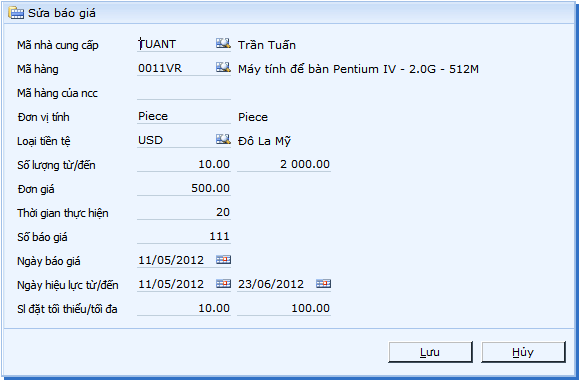 Sửa báo giá
Mã nhà cung cấp TUANT Trần Tuấn
Mã hàng 0011VR Máy tính để bàn Pentium IV - 2.0G - 512M
Mã hàng của ncc
Đơn vị tính Piece Piece
Loại tiền tệ USD Đô La Mỹ
Số lượng từ/đến 10.00 2 000.00
Đơn giá 500.00
Thời gian thực hiện 20
Số báo giá 111
Ngày báo giá 11/05/2012
Ngày hiệu lực từ/đến 11/05/2012 23/06/2012
Sl đặt tối thiểu/tối đa 10.00 100.00
Lưu Hủy